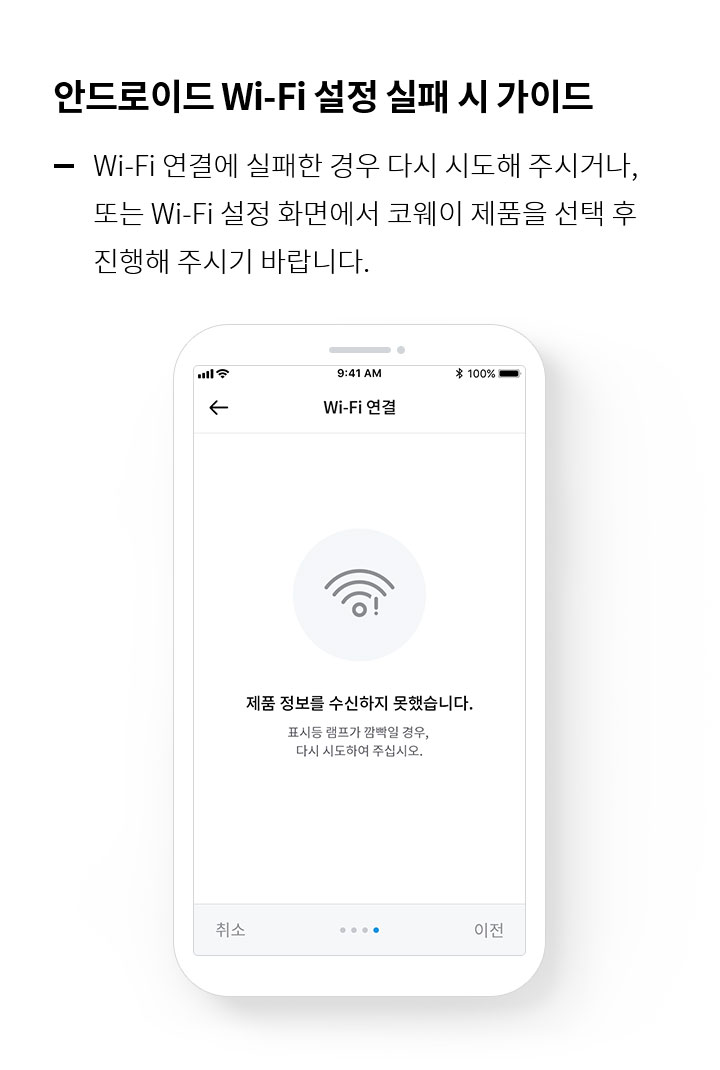 안드로이드 Wi-Fi 설정 실패 시 가이드
Wi-Fi 연결에 실패한 경우 다시 시도해 주시거나,
또는 Wi-Fi 설정 화면에서 코웨이 제품을 선택 후
진행해 주시기 바랍니다.
9:41 AM 100%
Wi-Fi 연결
제품 정보를 수신하지 못했습니다.
표시등 램프가 깜빡일 경우,
다시 시도하여 주십시오.
취소 이전